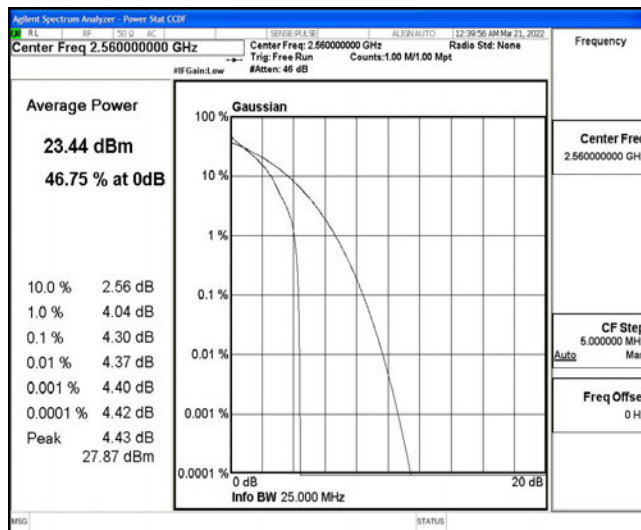 Agilent Spectrum Analyzer - Power Stat CCDF
RL RF 50 Ω AC SENSE:PULSE ALIGN AUTO 12:39:56 AM Mar 21, 2022
Center Freq 2.560000000 GHz
Center Freq: 2.560000000 GHz Radio Std: None
Trig: Free Run Counts:1.00 M/1.00 Mpt
#IFGain:Low #Atten: 46 dB
Frequency
Average Power
23.44 dBm
46.75 % at 0dB
10.0 % 2.56 dB
1.0 % 4.04 dB
0.1 % 4.30 dB
0.01 % 4.37 dB
0.001 % 4.40 dB
0.0001 % 4.42 dB
Peak 4.43 dB
27.87 dBm
Gaussian
100 %
10 %
1 %
0.1 %
0.01 %
0.001 %
0.0001 %
0 dB 20 dB
Info BW 25.000 MHz
Center Fre
2.560000000 GH
CF Step
5.000000 MH
Auto Ma
Freq Offse
0 H
MSG STATUS